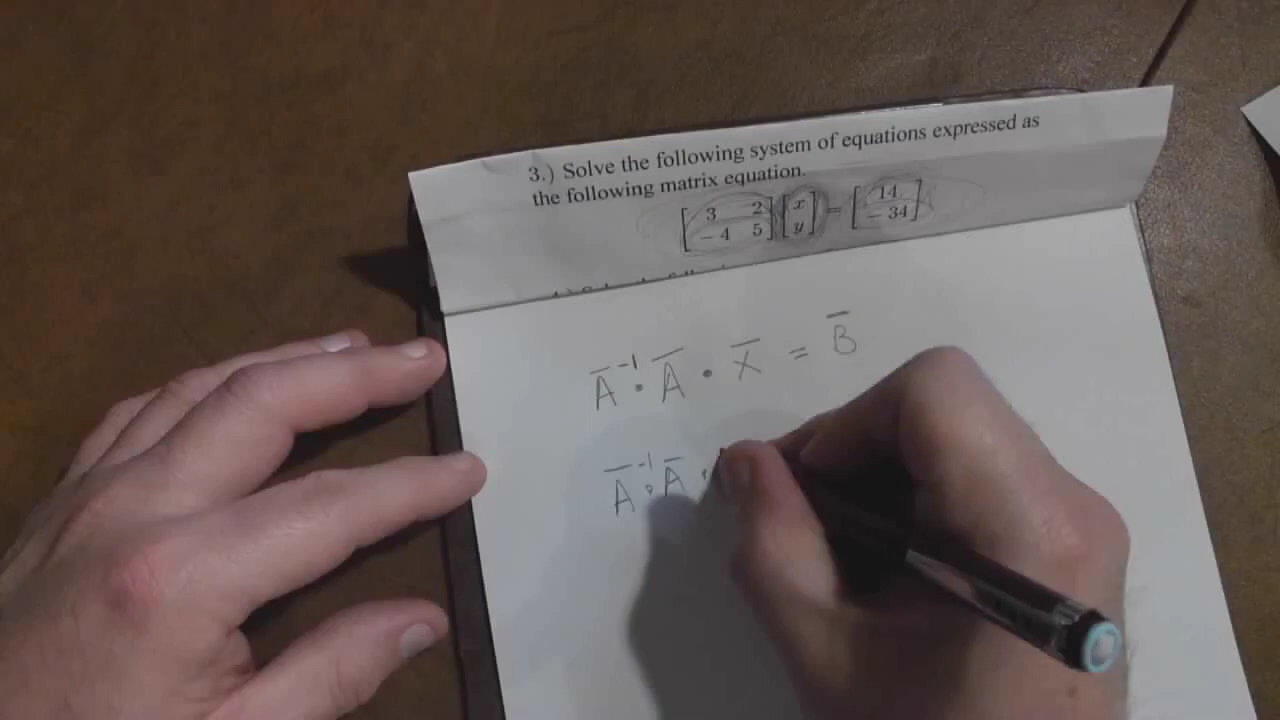 3.) Solve the following system of equations expressed as
the following matrix equation.
[ 3 2 ] [ x ] = [ 14 ]
[ -4 5 ] [ y ] [ -34 ]
A̅⁻¹ · A̅ · X̅ = B̅
A̅⁻¹ · A̅ ·